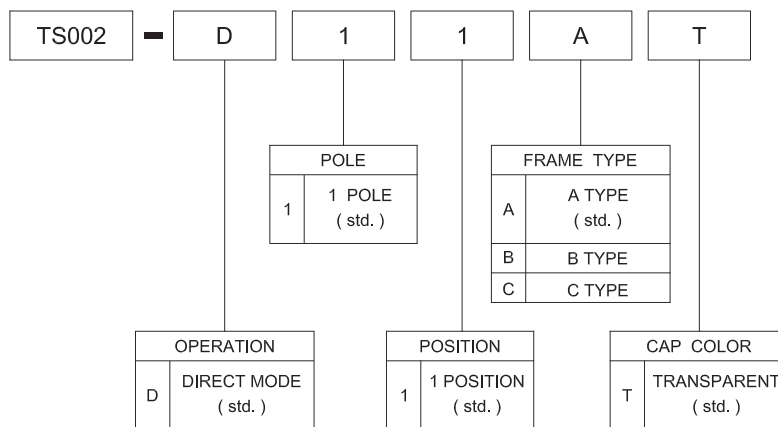 TS002 - D 1 1 A T
POLE
1 1 POLE
( std. )
FRAME TYPE
A A TYPE
( std. )
B B TYPE
C C TYPE
OPERATION
D DIRECT MODE
( std. )
POSITION
1 1 POSITION
( std. )
CAP COLOR
T TRANSPARENT
( std. )